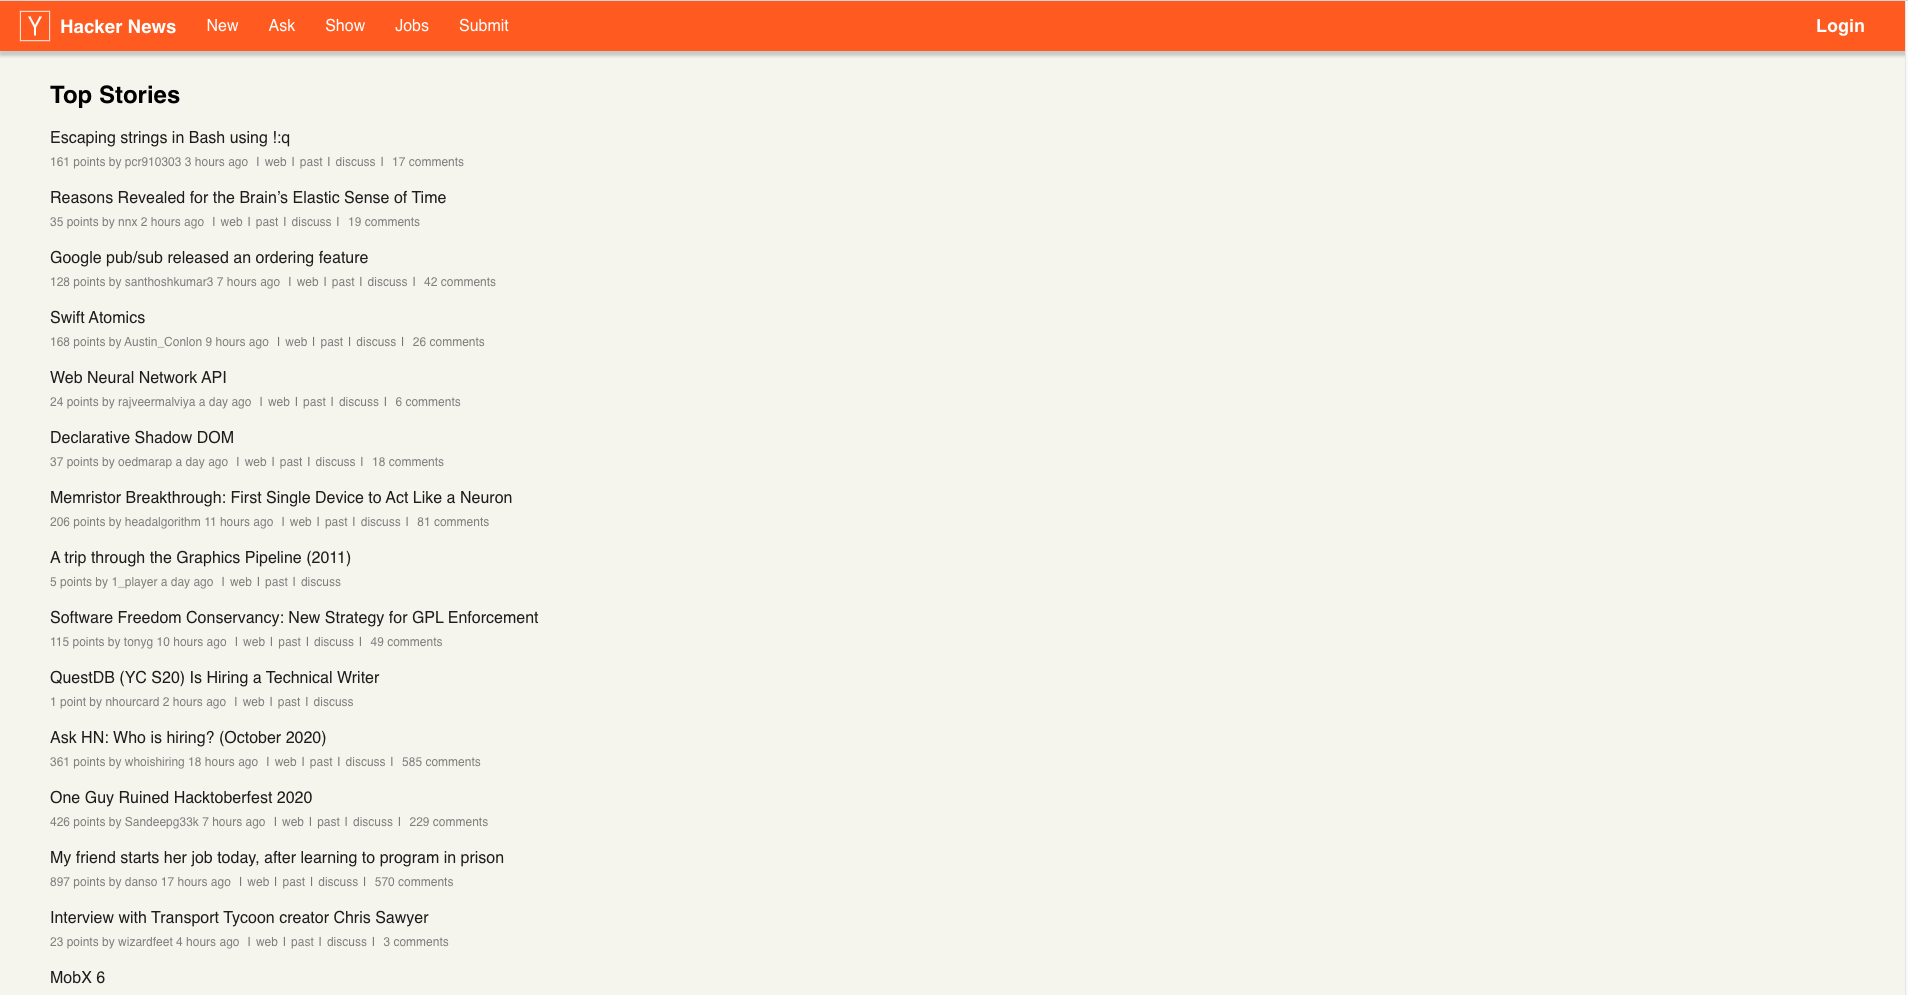 Y Hacker News New Ask Show Jobs Submit Login
Top Stories
Escaping strings in Bash using !:q
161 points by pcr910303 3 hours ago | web | past | discuss | 17 comments
Reasons Revealed for the Brain’s Elastic Sense of Time
35 points by nnx 2 hours ago | web | past | discuss | 19 comments
Google pub/sub released an ordering feature
128 points by santhoshkumar3 7 hours ago | web | past | discuss | 42 comments
Swift Atomics
168 points by Austin_Conlon 9 hours ago | web | past | discuss | 26 comments
Web Neural Network API
24 points by rajveermalviya a day ago | web | past | discuss | 6 comments
Declarative Shadow DOM
37 points by oedmarap a day ago | web | past | discuss | 18 comments
Memristor Breakthrough: First Single Device to Act Like a Neuron
206 points by headalgorithm 11 hours ago | web | past | discuss | 81 comments
A trip through the Graphics Pipeline (2011)
5 points by 1_player a day ago | web | past | discuss
Software Freedom Conservancy: New Strategy for GPL Enforcement
115 points by tonyg 10 hours ago | web | past | discuss | 49 comments
QuestDB (YC S20) Is Hiring a Technical Writer
1 point by nhourcard 2 hours ago | web | past | discuss
Ask HN: Who is hiring? (October 2020)
361 points by whoishiring 18 hours ago | web | past | discuss | 585 comments
One Guy Ruined Hacktoberfest 2020
426 points by Sandeepg33k 7 hours ago | web | past | discuss | 229 comments
My friend starts her job today, after learning to program in prison
897 points by danso 17 hours ago | web | past | discuss | 570 comments
Interview with Transport Tycoon creator Chris Sawyer
23 points by wizardfeet 4 hours ago | web | past | discuss | 3 comments
MobX 6